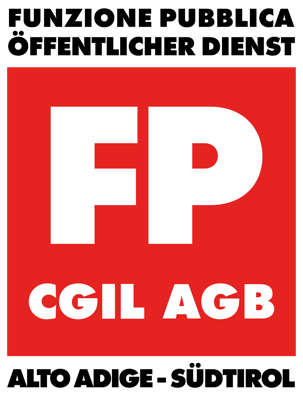 FUNZIONE PUBBLICA
ÖFFENTLICHER DIENST
FP
CGIL AGB
ALTO ADIGE - SÜDTIROL